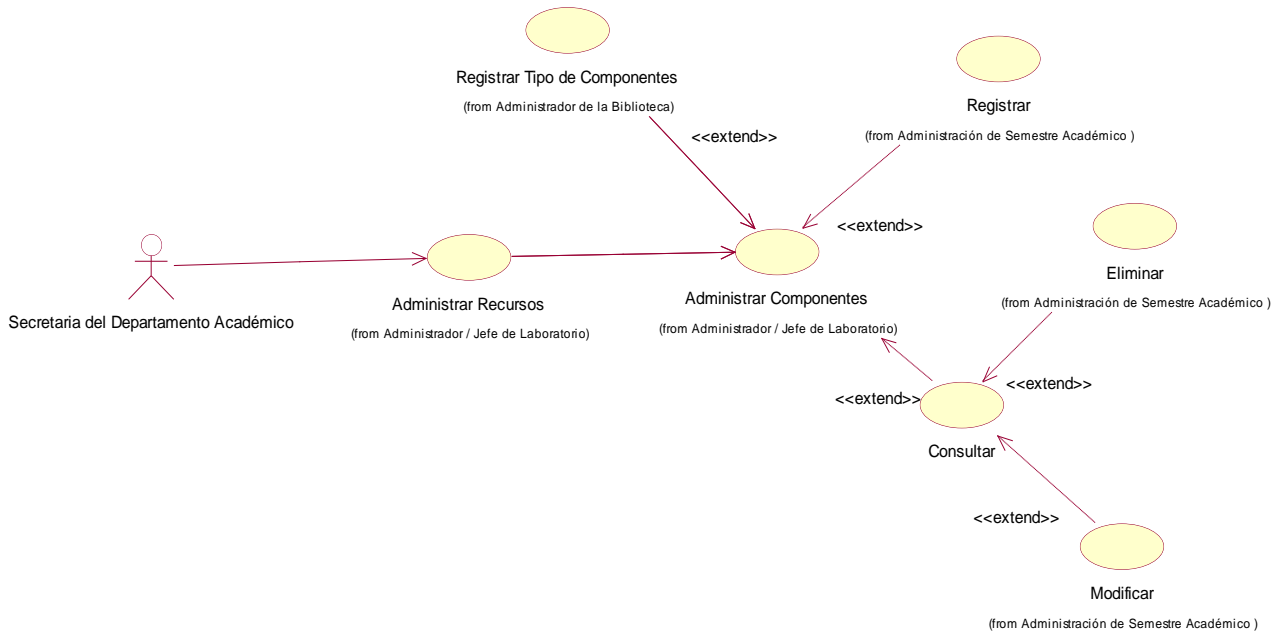 Registrar Tipo de Componentes
(from Administrador de la Biblioteca)
<<extend>>
Registrar
(from Administración de Semestre Académico )
<<extend>>
Eliminar
(from Administración de Semestre Académico )
<<extend>>
Secretaria del Departamento Académico
Administrar Recursos
(from Administrador / Jefe de Laboratorio)
Administrar Componentes
(from Administrador / Jefe de Laboratorio)
<<extend>>
Consultar
<<extend>>
Modificar
(from Administración de Semestre Académico )